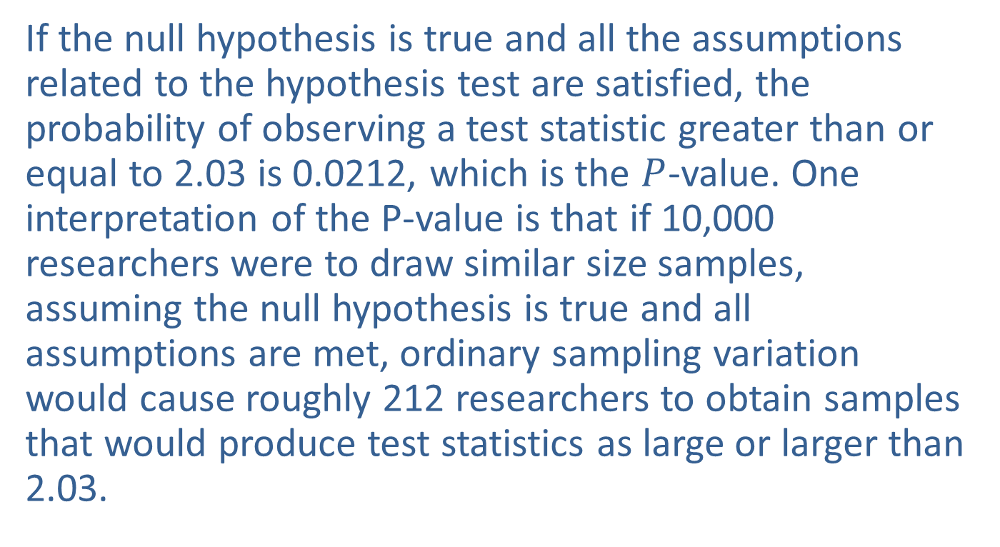 If the null hypothesis is true and all the assumptions
related to the hypothesis test are satisfied, the
probability of observing a test statistic greater than or
equal to 2.03 is 0.0212, which is the P-value. One
interpretation of the P-value is that if 10,000
researchers were to draw similar size samples,
assuming the null hypothesis is true and all
assumptions are met, ordinary sampling variation
would cause roughly 212 researchers to obtain samples
that would produce test statistics as large or larger than
2.03.